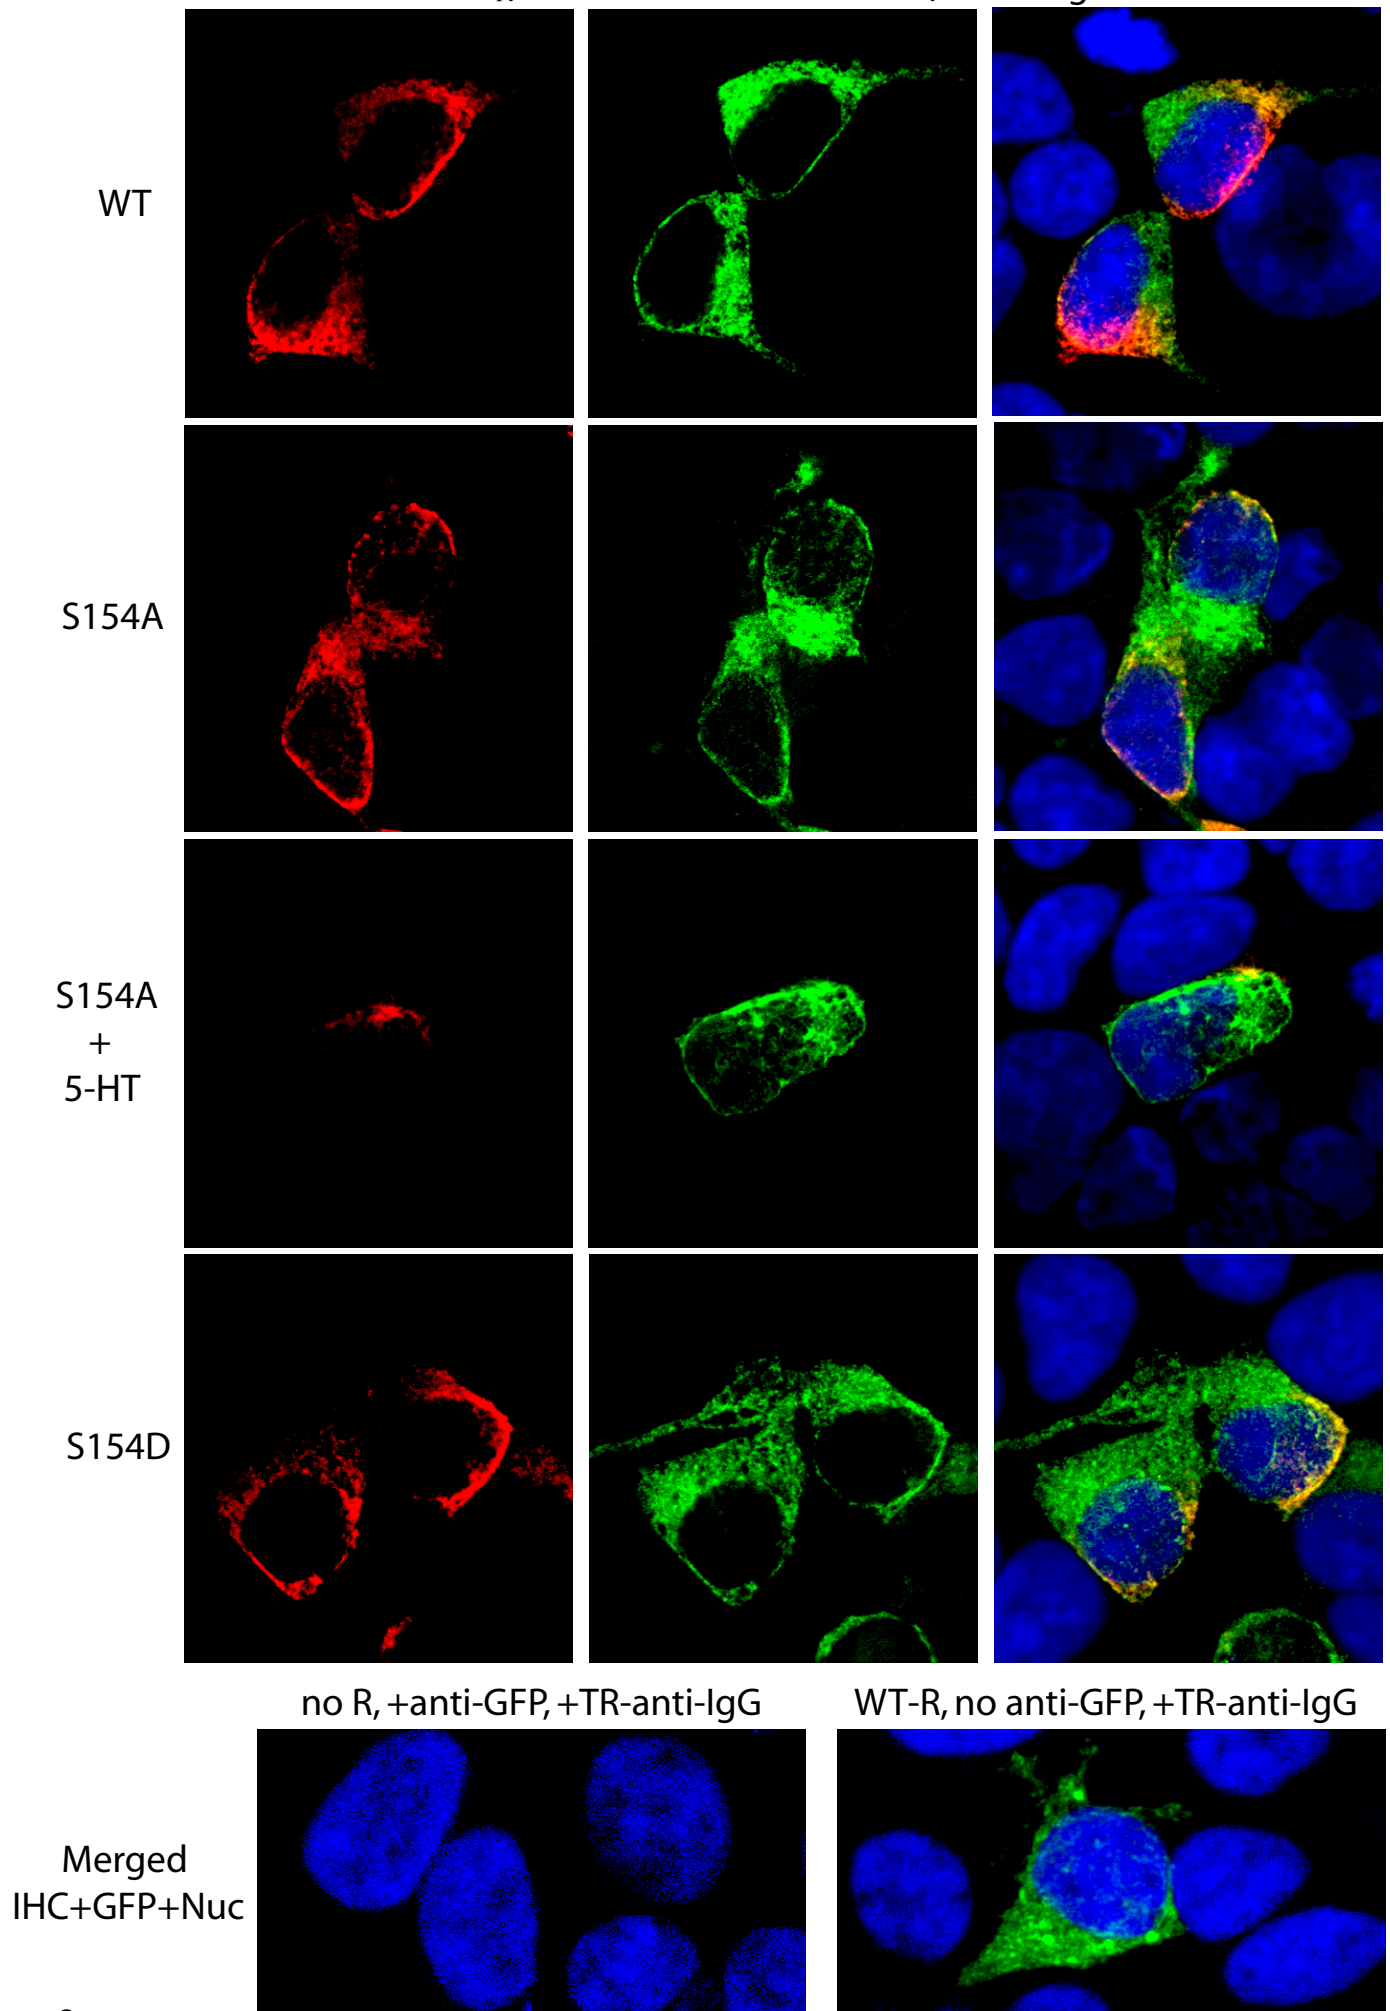 WT
S154A
S154A
+
5-HT
S154D
no R, +anti-GFP, +TR-anti-IgG
WT-R, no anti-GFP, +TR-anti-IgG
Merged
IHC+GFP+Nuc